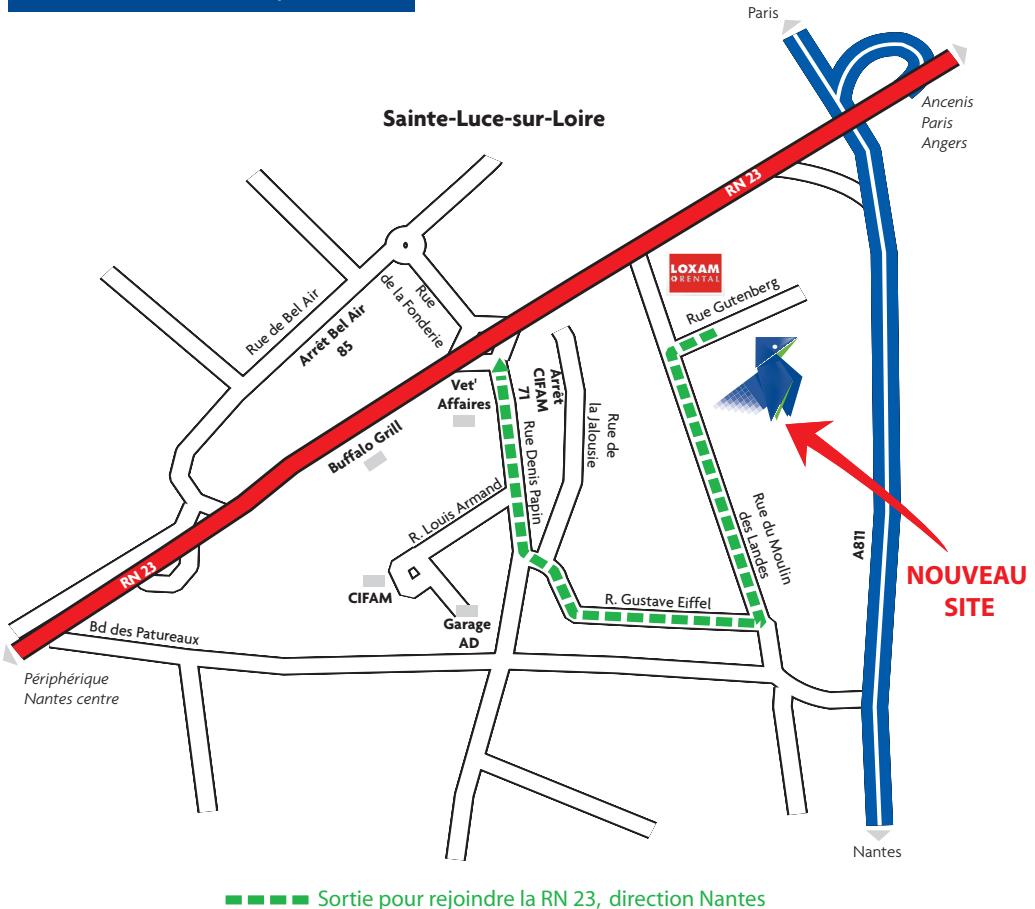 Paris
Sainte-Luce-sur-Loire
Ancenis
Paris
Angers
RN 23
LOXAM
RENTAL
Rue Gutenberg
Rue
de la Fonderie
Rue de Bel Air
Arrêt Bel Air
85
Vet'
Affaires
Arrêt
CIFAM
71
Rue de
la Jalousie
Buffalo Grill
Rue Denis Papin
R. Louis Armand
Rue du Moulin
des Landes
A811
NOUVEAU
SITE
RN 23
CIFAM
Garage
AD
R. Gustave Eiffel
Bd des Patureaux
Périphérique
Nantes centre
Nantes
Sortie pour rejoindre la RN 23, direction Nantes